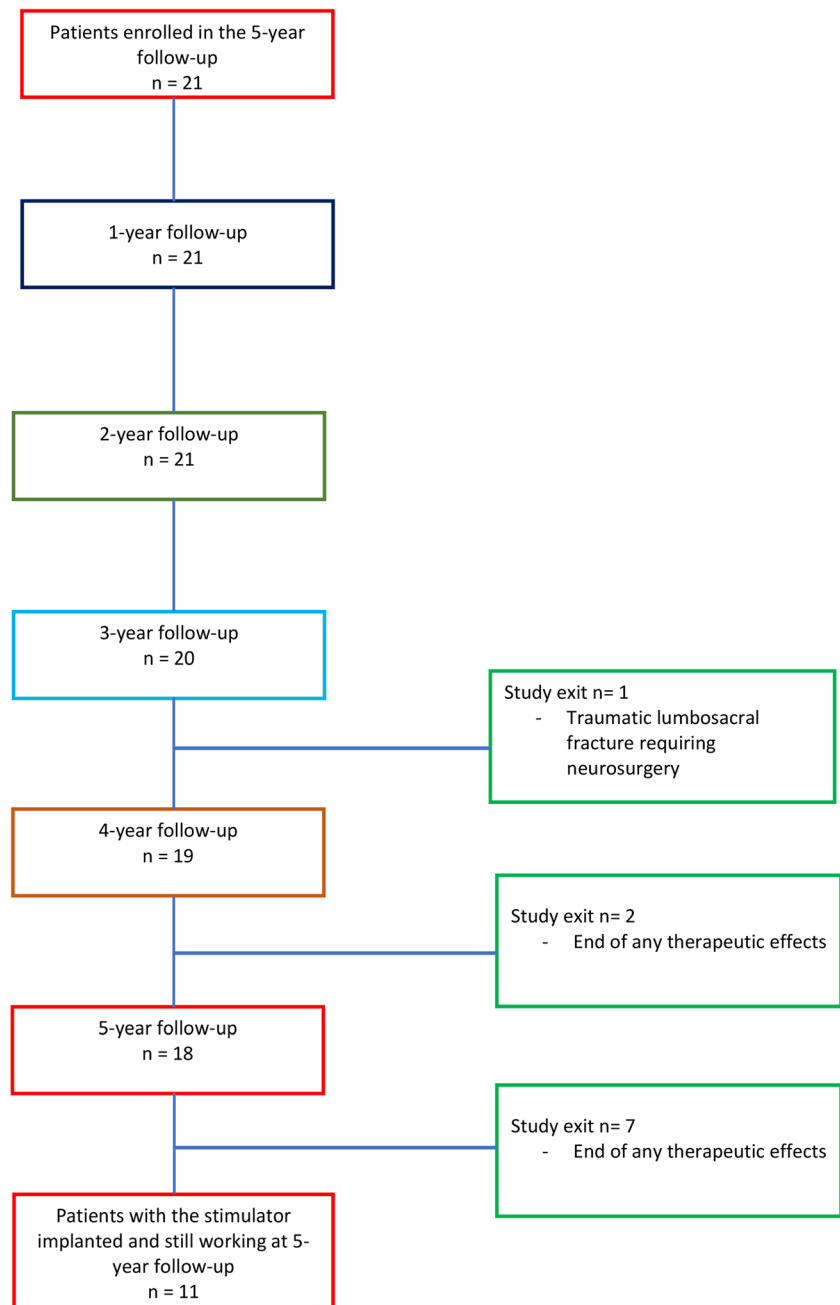 Patients enrolled in the 5-year
follow-up
n = 21
1-year follow-up
n = 21
2-year follow-up
n = 21
3-year follow-up
n = 20
Study exit n= 1
- Traumatic lumbosacral
fracture requiring
neurosurgery
4-year follow-up
n = 19
Study exit n= 2
- End of any therapeutic effects
5-year follow-up
n = 18
Study exit n= 7
- End of any therapeutic effects
Patients with the stimulator
implanted and still working at 5-
year follow-up
n = 11